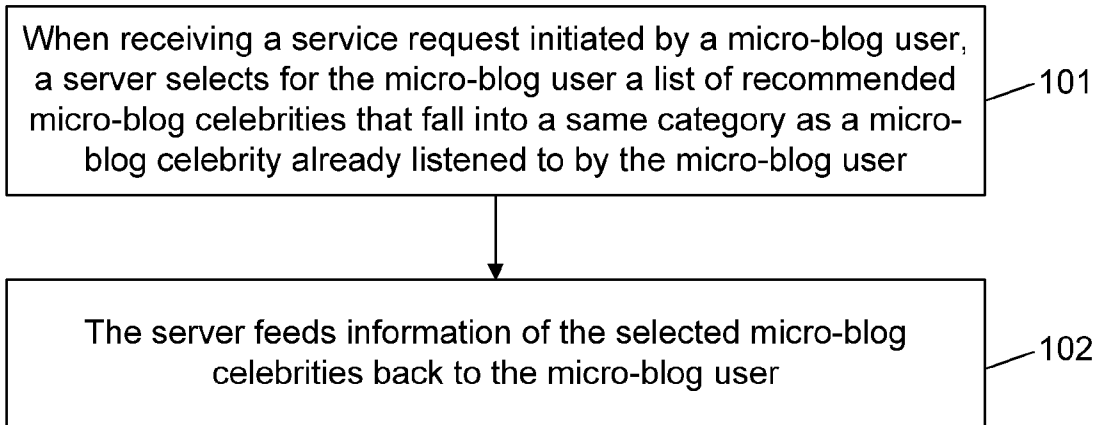 When receiving a service request initiated by a micro-blog user,
a server selects for the micro-blog user a list of recommended
micro-blog celebrities that fall into a same category as a micro-
blog celebrity already listened to by the micro-blog user
101
The server feeds information of the selected micro-blog
celebrities back to the micro-blog user
102